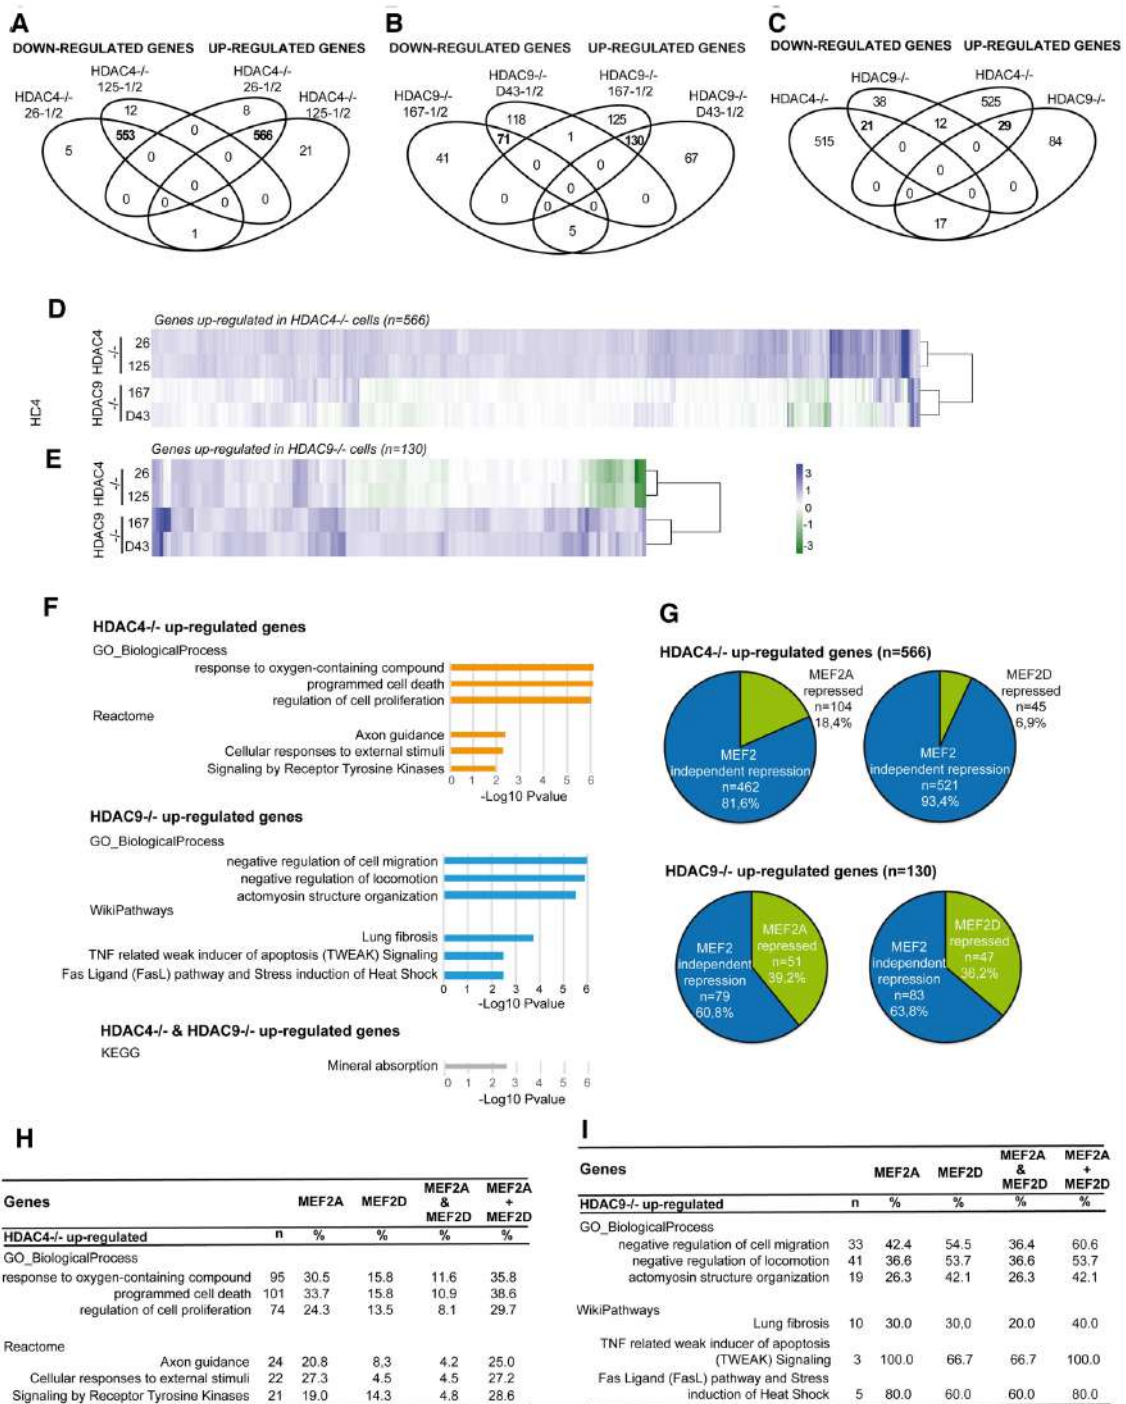 A
DOWN-REGULATED GENES UP-REGULATED GENES
HDAC4-/-
26-1/2
HDAC4-/-
125-1/2
HDAC4-/-
26-1/2
HDAC4-/-
125-1/2
12
0
8
553
566
5
0
0
21
0
0
0
0
0
1
B
DOWN-REGULATED GENES UP-REGULATED GENES
HDAC9-/-
167-1/2
HDAC9-/-
D43-1/2
HDAC9-/-
167-1/2
HDAC9-/-
D43-1/2
118
1
125
71
130
41
0
0
67
0
0
0
0
0
5
C
DOWN-REGULATED GENES UP-REGULATED GENES
HDAC4-/-
HDAC9-/-
HDAC4-/-
HDAC9-/-
38
12
525
21
29
515
0
0
84
0
0
0
0
0
17
D
Genes up-regulated in HDAC4-/- cells (n=566)
HC4
HDAC4
-/-
26
125
HDAC9
-/-
167
D43
E
Genes up-regulated in HDAC9-/- cells (n=130)
HDAC4
-/-
26
125
HDAC9
-/-
167
D43
3
1
0
-1
-3
F
HDAC4-/- up-regulated genes
GO_BiologicalProcess
response to oxygen-containing compound
programmed cell death
regulation of cell proliferation
Reactome
Axon guidance
Cellular responses to external stimuli
Signaling by Receptor Tyrosine Kinases
0 1 2 3 4 5 6
-Log10 Pvalue
HDAC9-/- up-regulated genes
GO_BiologicalProcess
negative regulation of cell migration
negative regulation of locomotion
actomyosin structure organization
WikiPathways
Lung fibrosis
TNF related weak inducer of apoptosis (TWEAK) Signaling
Fas Ligand (FasL) pathway and Stress induction of Heat Shock
0 1 2 3 4 5 6
-Log10 Pvalue
HDAC4-/- & HDAC9-/- up-regulated genes
KEGG
Mineral absorption
0 1 2 3 4 5 6
-Log10 Pvalue
G
HDAC4-/- up-regulated genes (n=566)
MEF2A
repressed
n=104
18,4%
MEF2
independent repression
n=462
81,6%
MEF2D
repressed
n=45
6,9%
MEF2
independent repression
n=521
93,4%
HDAC9-/- up-regulated genes (n=130)
MEF2A
repressed
n=51
39,2%
MEF2
independent
repression
n=79
60,8%
MEF2D
repressed
n=47
36,2%
MEF2
independent
repression
n=83
63,8%
H
Genes MEF2A MEF2D MEF2A & MEF2D MEF2A + MEF2D
HDAC4-/- up-regulated n % % % %
GO_BiologicalProcess
response to oxygen-containing compound 95 30.5 15.8 11.6 35.8
programmed cell death 101 33.7 15.8 10.9 38.6
regulation of cell proliferation 74 24.3 13.5 8.1 29.7
Reactome
Axon guidance 24 20.8 8,3 4.2 25.0
Cellular responses to external stimuli 22 27.3 4.5 4.5 27.2
Signaling by Receptor Tyrosine Kinases 21 19.0 14.3 4.8 28.6
I
Genes MEF2A MEF2D MEF2A & MEF2D MEF2A + MEF2D
HDAC9-/- up-regulated n % % % %
GO_BiologicalProcess
negative regulation of cell migration 33 42.4 54.5 36.4 60.6
negative regulation of locomotion 41 36.6 53.7 36.6 53.7
actomyosin structure organization 19 26.3 42.1 26.3 42.1
WikiPathways
Lung fibrosis 10 30.0 30,0 20.0 40.0
TNF related weak inducer of apoptosis
(TWEAK) Signaling 3 100.0 66.7 66.7 100.0
Fas Ligand (FasL) pathway and Stress
induction of Heat Shock 5 80.0 60.0 60.0 80.0